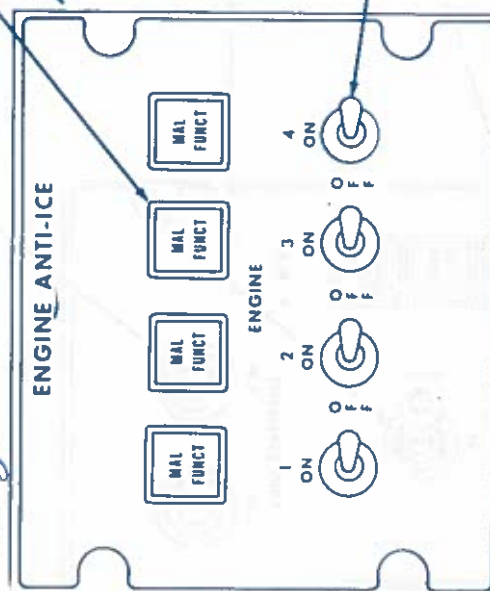 ENGINE ANTI-ICE
MAL FUNCT
MAL FUNCT
MAL FUNCT
MAL FUNCT
ENGINE
1 2 3 4
ON ON ON ON
OFF OFF OFF